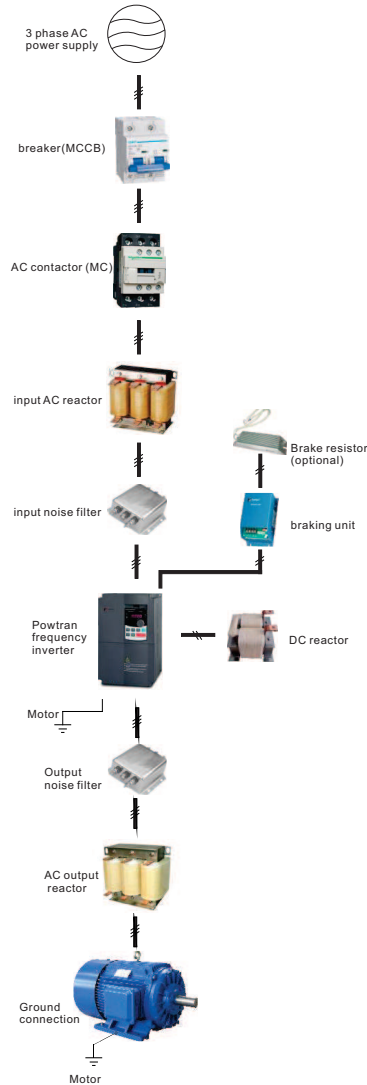 3 phase AC
power supply
breaker(MCCB)
AC contactor (MC)
input AC reactor
Brake resistor
(optional)
input noise filter
braking unit
Powtran
frequency
inverter
DC reactor
Motor
Output
noise filter
AC output
reactor
Ground
connection
Motor